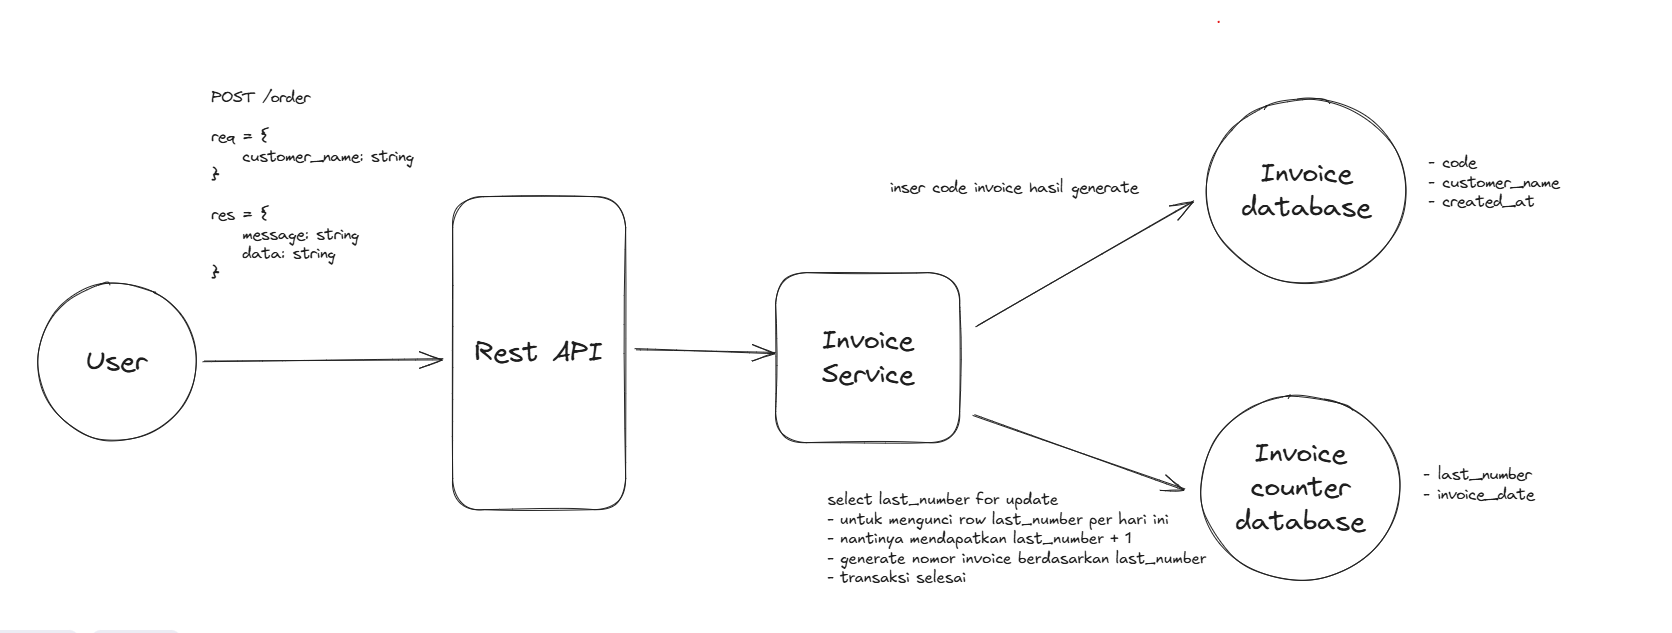 POST /order
req = {
customer_name: string
}
res = {
message: string
data: string
}
User
Rest API
Invoice
Service
inser code invoice hasil generate
Invoice
database
- code
- customer_name
- created_at
select last_number for update
- untuk mengunci row last_number per hari ini
- nantinya mendapatkan last_number + 1
- generate nomor invoice berdasarkan last_number
- transaksi selesai
Invoice
counter
database
- last_number
- invoice_date